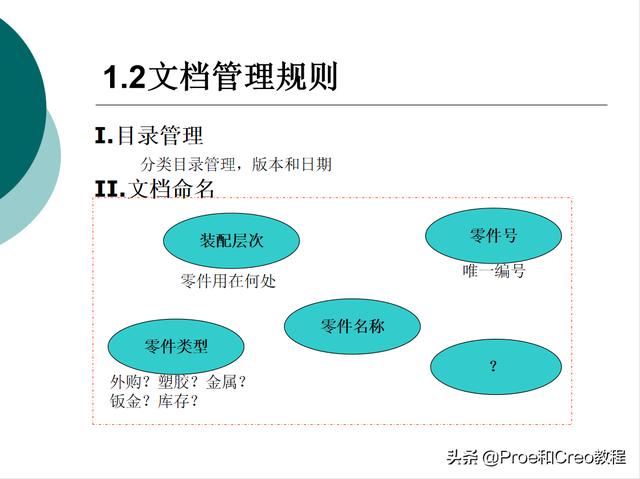 1.2文档管理规则
I.目录管理
分类目录管理，版本和日期
II.文档命名
装配层次
零件用在何处
零件号
唯一编号
零件名称
零件类型
外购？塑胶？金属？
钣金？库存？
？
头条 @Proe和Creo教程